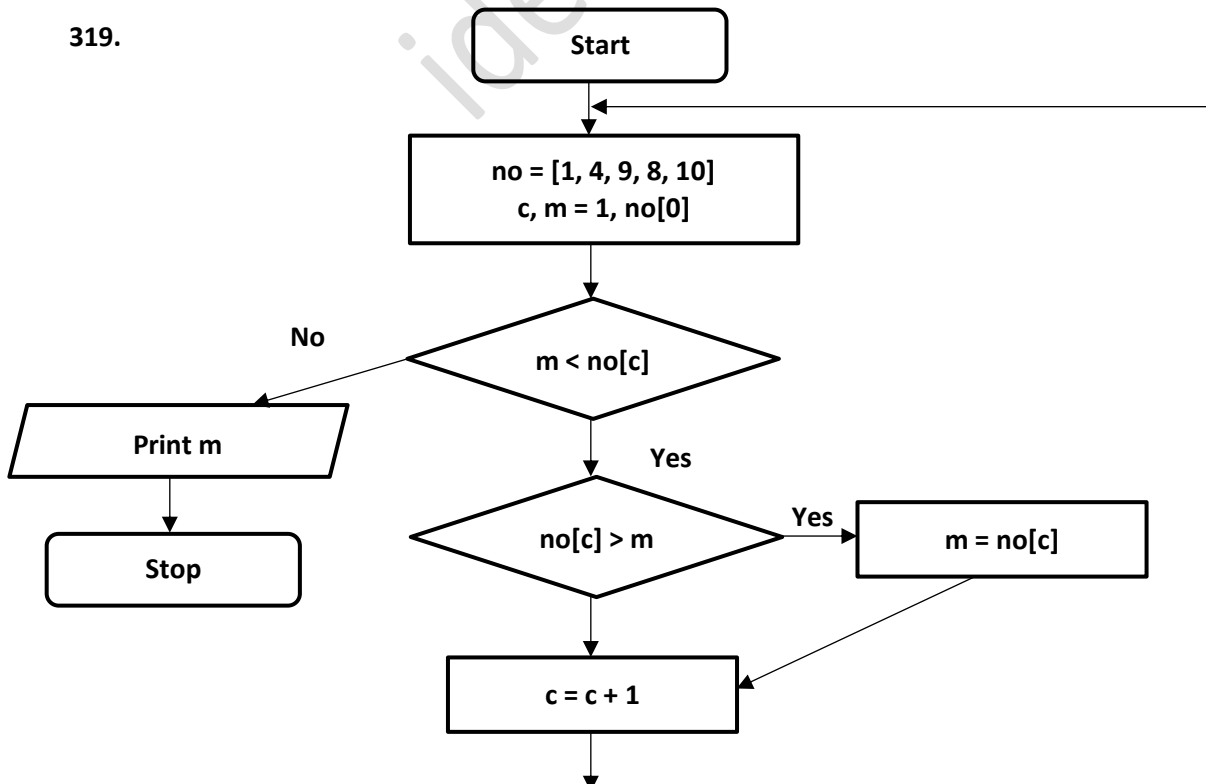 319.
Start
no = [1, 4, 9, 8, 10]
c, m = 1, no[0]
No
m < no[c]
Print m
Yes
no[c] > m
Yes
m = no[c]
Stop
c = c + 1